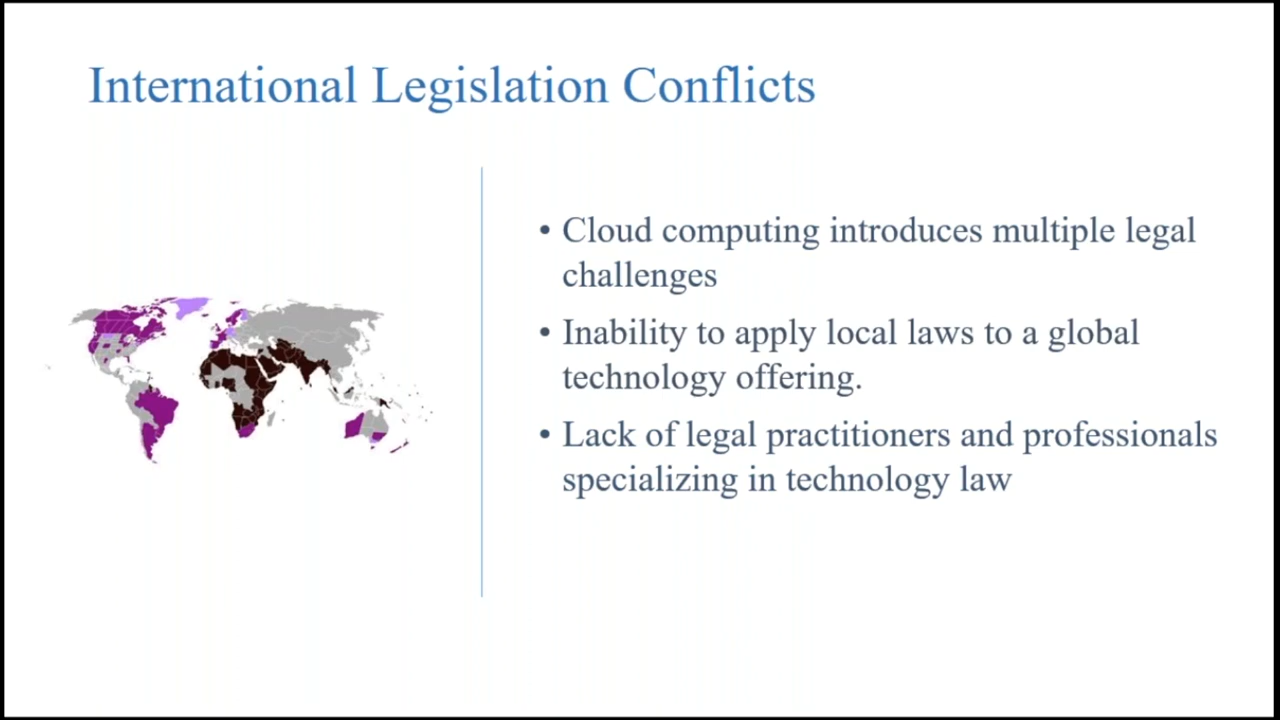 International Legislation Conflicts
• Cloud computing introduces multiple legal
challenges
• Inability to apply local laws to a global
technology offering.
• Lack of legal practitioners and professionals
specializing in technology law